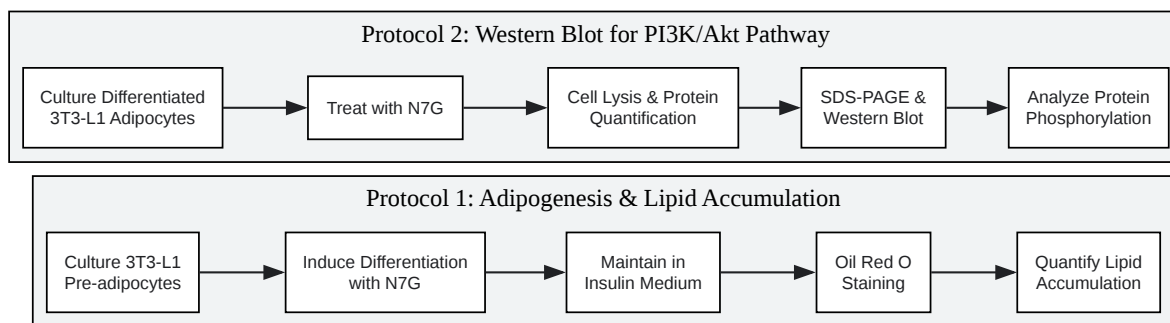 Protocol 2: Western Blot for PI3K/Akt Pathway
Culture Differentiated
3T3-L1 Adipocytes
Treat with N7G
Cell Lysis & Protein
Quantification
SDS-PAGE &
Western Blot
Analyze Protein
Phosphorylation
Protocol 1: Adipogenesis & Lipid Accumulation
Culture 3T3-L1
Pre-adipocytes
Induce Differentiation
with N7G
Maintain in
Insulin Medium
Oil Red O
Staining
Quantify Lipid
Accumulation